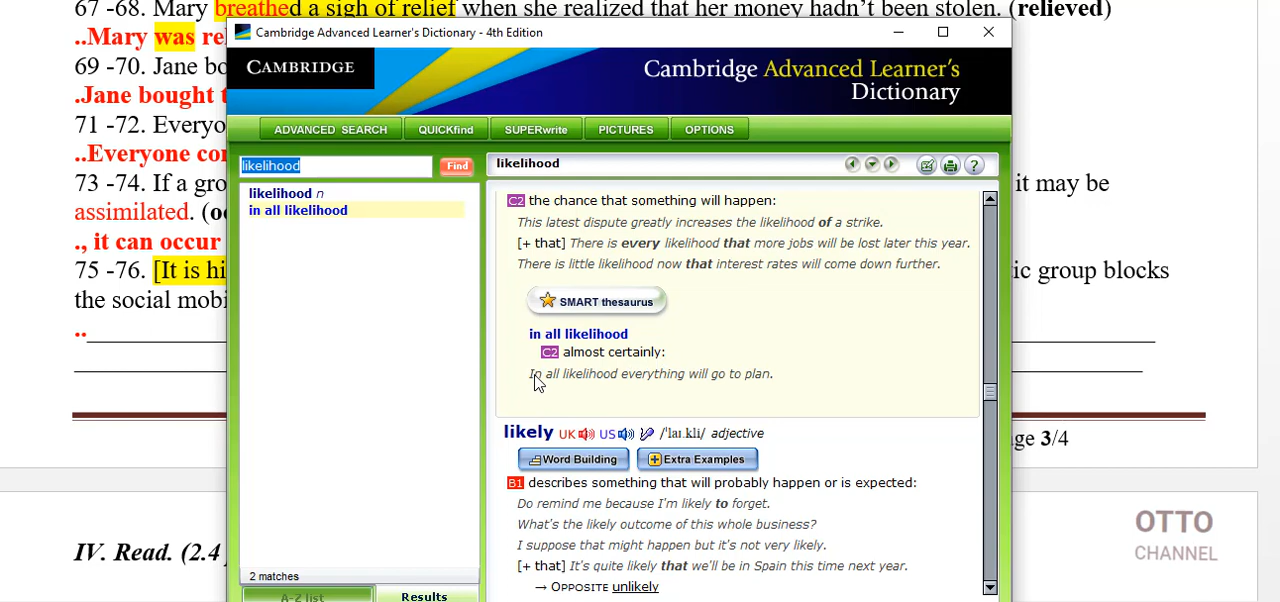 67 -68. Mary breathed a sigh of relief when she realized that her money hadn't been stolen. (relieved)
..Mary was re
69 -70. Jane bo
.Jane bought t
71 -72. Everyo
..Everyone co
73 -74. If a gro
it may be
assimilated. (o
., it can occur
75 -76. [It is hi
ic group blocks
the social mobi
..
Page 3/4
IV. Read. (2.4
OTTO
CHANNEL
Cambridge Advanced Learner's Dictionary - 4th Edition
CAMBRIDGE
Cambridge Advanced Learner's
Dictionary
ADVANCED SEARCH QUICKfind SUPERwrite PICTURES OPTIONS
likelihood Find
likelihood n
in all likelihood
2 matches
A-Z list Results
likelihood
C2 the chance that something will happen:
This latest dispute greatly increases the likelihood of a strike.
[+ that] There is every likelihood that more jobs will be lost later this year.
There is little likelihood now that interest rates will come down further.
SMART thesaurus
in all likelihood
C2 almost certainly:
In all likelihood everything will go to plan.
likely UK US /ˈlaɪ.kli/ adjective
Word Building Extra Examples
B1 describes something that will probably happen or is expected:
Do remind me because I'm likely to forget.
What's the likely outcome of this whole business?
I suppose that might happen but it's not very likely.
[+ that] It's quite likely that we'll be in Spain this time next year.
→ OPPOSITE unlikely